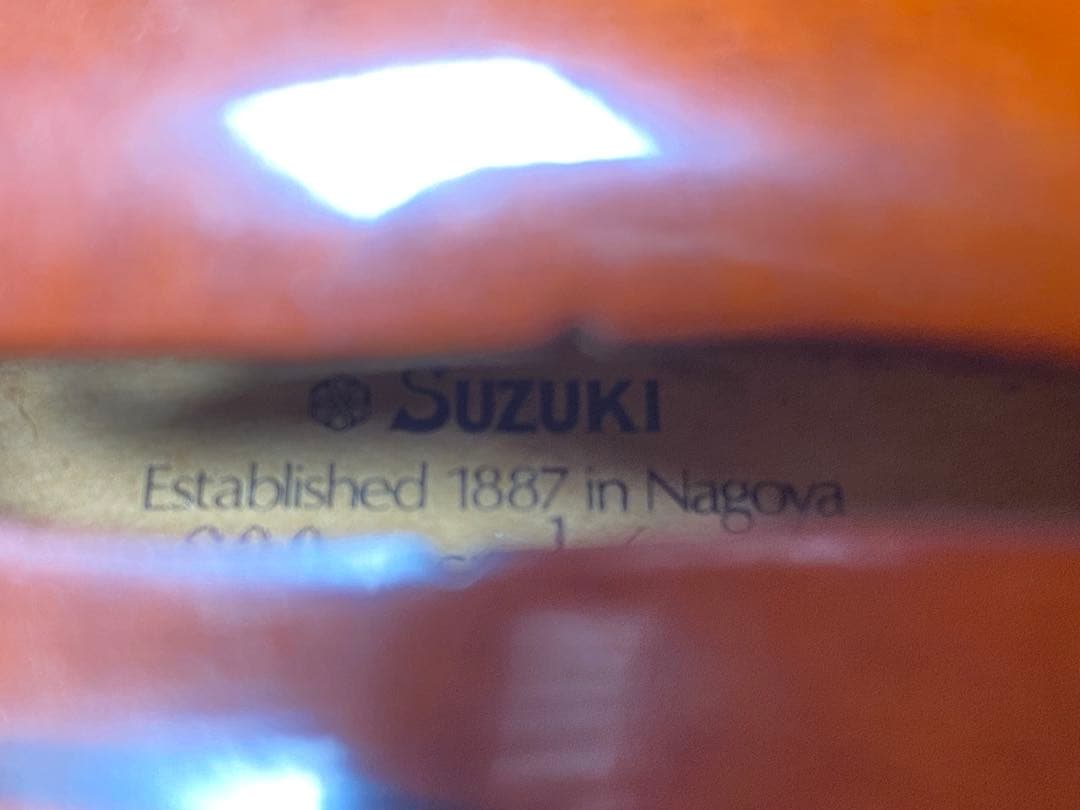 SUZUKI
Established 1887 in Nagoya